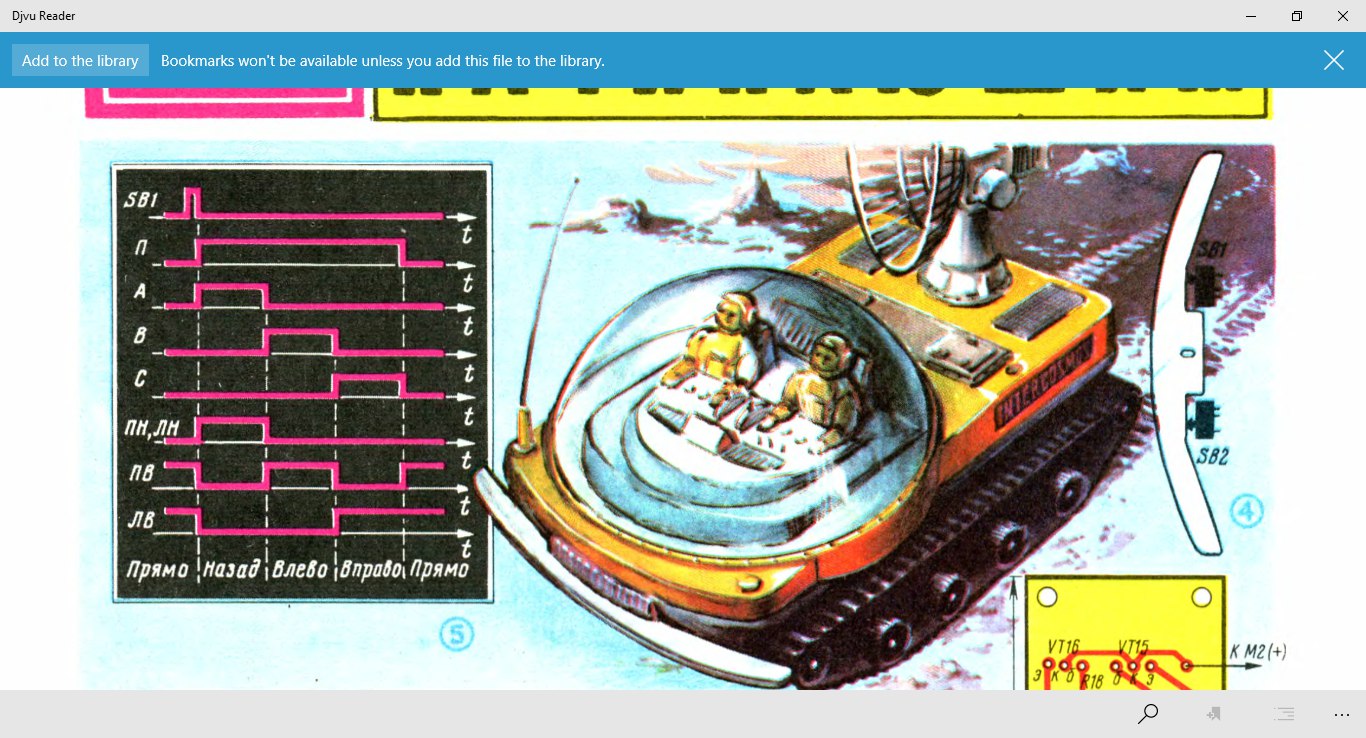 Djvu Reader
Add to the library
Bookmarks won't be available unless you add this file to the library.
SB1
t
П
t
А
t
В
t
С
t
ПН, ЛН
t
ПВ
t
ЛВ
t
Прямо Назад Влево Вправо Прямо
5
INTERCOSMOS
SB1
SB2
4
VT16 VT15
К М2(+)
Э К Б R18 Б К Э